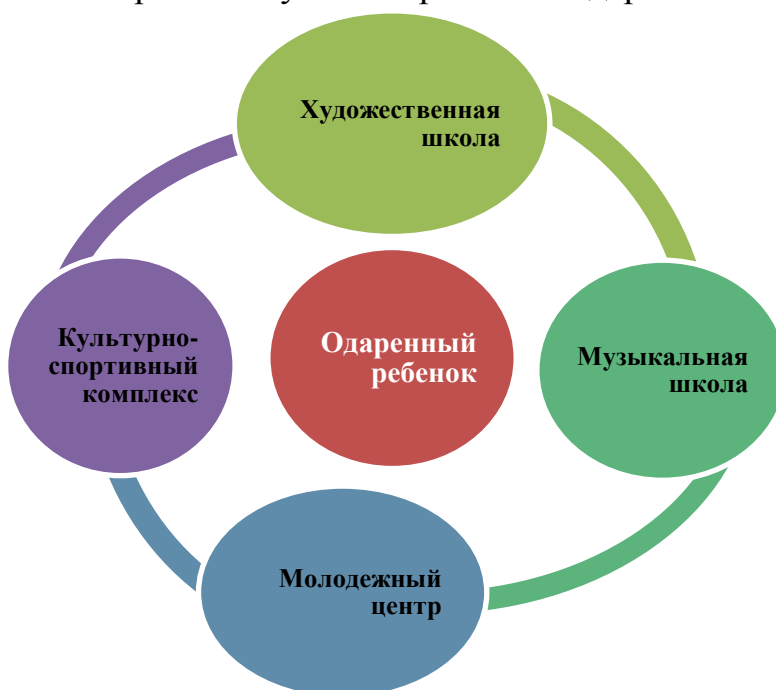 Художественная
школа
Культурно-
спортивный
комплекс
Одаренный
ребенок
Музыкальная
школа
Молодежный
центр